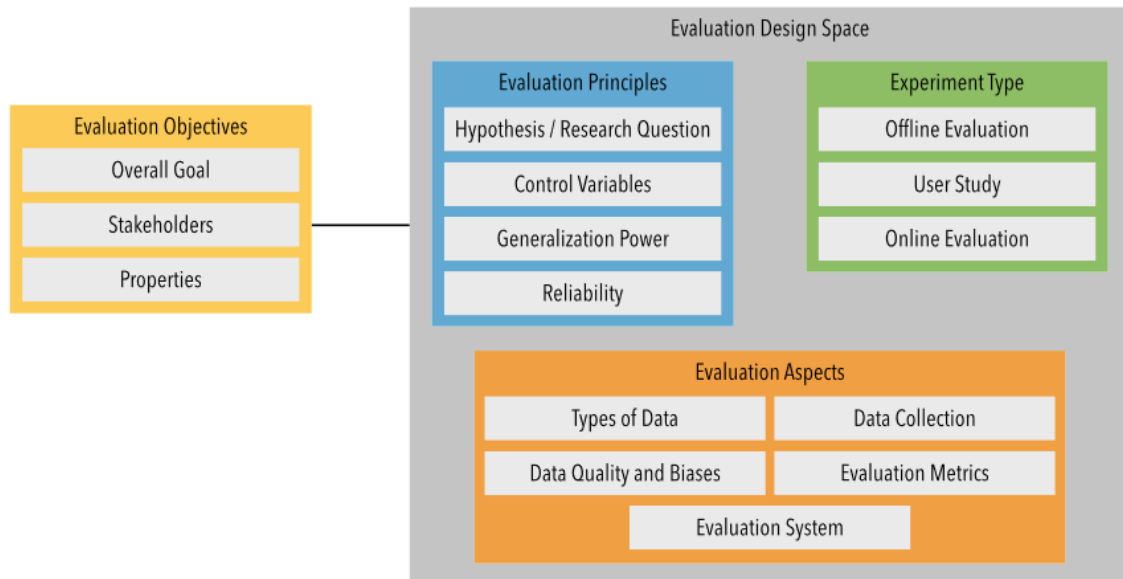 Evaluation Objectives
Overall Goal
Stakeholders
Properties
Evaluation Design Space
Evaluation Principles
Hypothesis / Research Question
Control Variables
Generalization Power
Reliability
Experiment Type
Offline Evaluation
User Study
Online Evaluation
Evaluation Aspects
Types of Data
Data Collection
Data Quality and Biases
Evaluation Metrics
Evaluation System